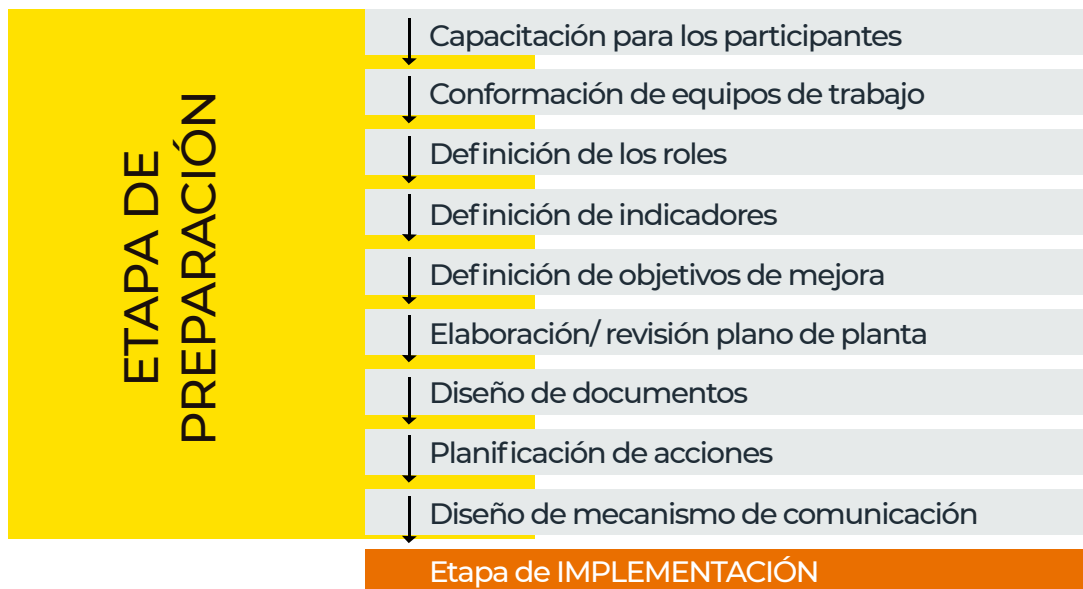 ETAPA DE
PREPARACIÓN
Capacitación para los participantes
Conformación de equipos de trabajo
Definición de los roles
Definición de indicadores
Definición de objetivos de mejora
Elaboración/ revisión plano de planta
Diseño de documentos
Planificación de acciones
Diseño de mecanismo de comunicación
Etapa de IMPLEMENTACIÓN